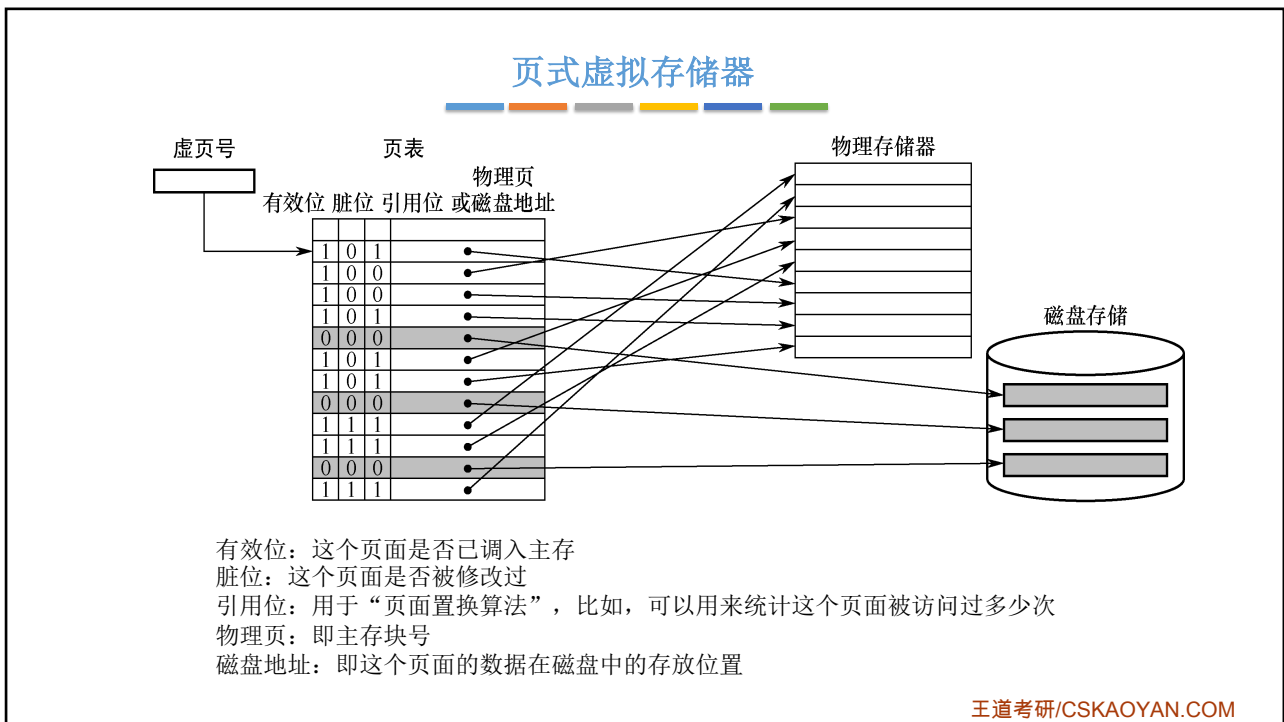 页式虚拟存储器
虚页号
页表
物理存储器
物理页
有效位 脏位 引用位 或磁盘地址
1 0 1
1 0 0
1 0 0
1 0 1
0 0 0
1 0 1
1 0 1
0 0 0
1 1 1
1 1 1
0 0 0
1 1 1
磁盘存储
有效位：这个页面是否已调入主存
脏位：这个页面是否被修改过
引用位：用于“页面置换算法”，比如，可以用来统计这个页面被访问过多少次
物理页：即主存块号
磁盘地址：即这个页面的数据在磁盘中的存放位置
王道考研/CSKAOYAN.COM